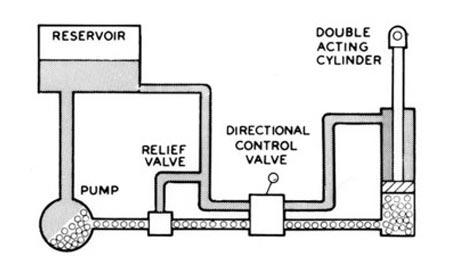 RESERVOIR
DOUBLE
ACTING
CYLINDER
RELIEF
VALVE
DIRECTIONAL
CONTROL
VALVE
PUMP